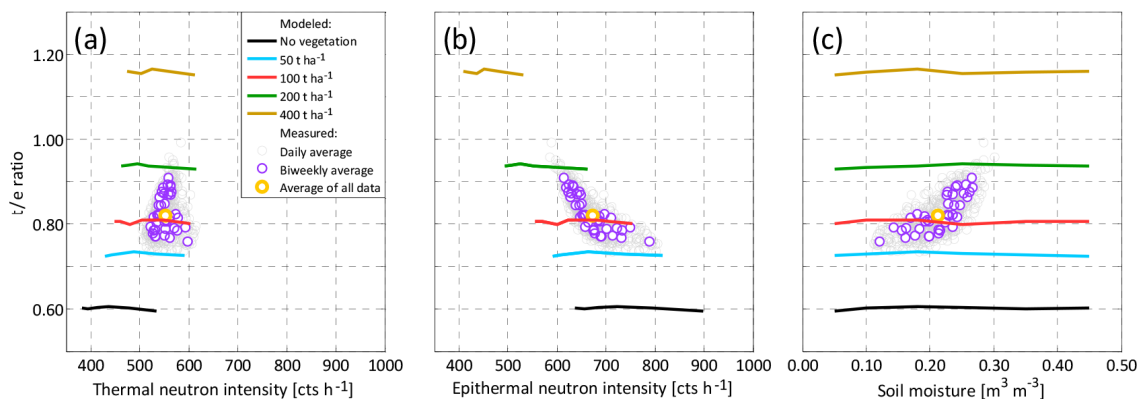 (a)
(b)
(c)
Modeled:
No vegetation
50 t ha-1
100 t ha-1
200 t ha-1
400 t ha-1
Measured:
Daily average
Biweekly average
Average of all data
t/e ratio
1.20
1.00
0.80
0.60
400 500 600 700 800 900 1000
Thermal neutron intensity [cts h-1]
400 500 600 700 800 900 1000
Epithermal neutron intensity [cts h-1]
0.00 0.10 0.20 0.30 0.40 0.50
Soil moisture [m3 m-3]